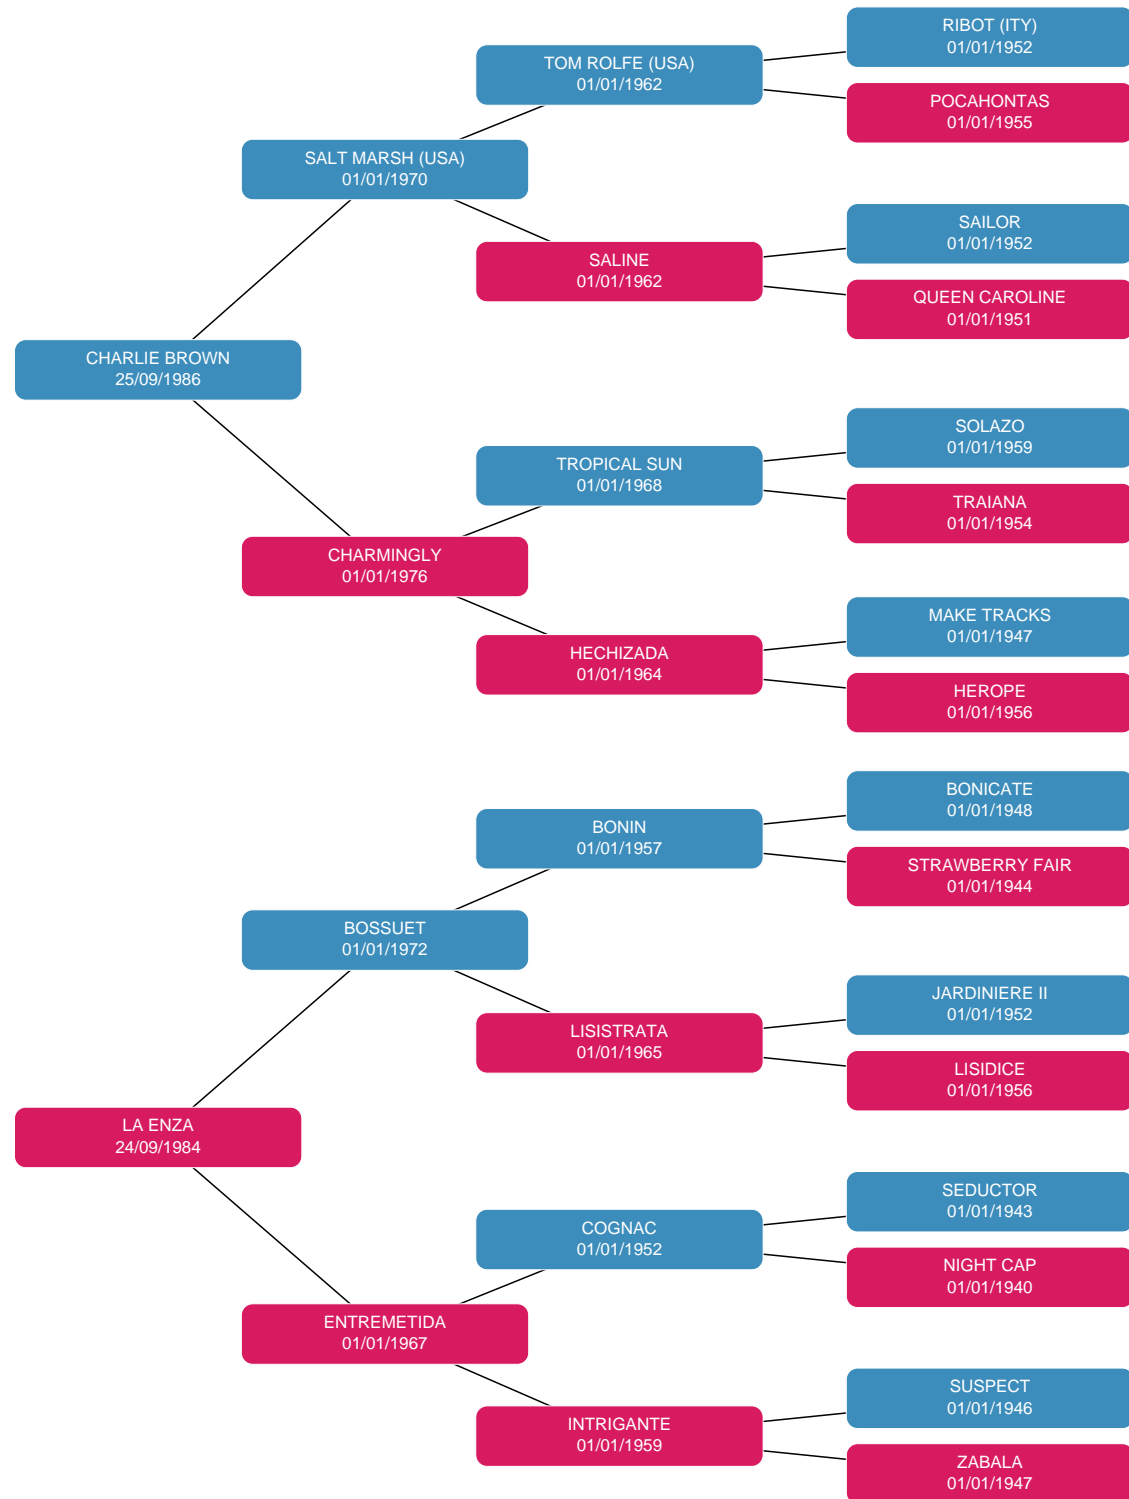 RIBOT (ITY)
01/01/1952
TOM ROLFE (USA)
01/01/1962
POCAHONTAS
01/01/1955
SALT MARSH (USA)
01/01/1970
SAILOR
01/01/1952
SALINE
01/01/1962
QUEEN CAROLINE
01/01/1951
CHARLIE BROWN
25/09/1986
SOLAZO
01/01/1959
TROPICAL SUN
01/01/1968
TRAIANA
01/01/1954
CHARMINGLY
01/01/1976
MAKE TRACKS
01/01/1947
HECHIZADA
01/01/1964
HEROPE
01/01/1956
BONICATE
01/01/1948
BONIN
01/01/1957
STRAWBERRY FAIR
01/01/1944
BOSSUET
01/01/1972
JARDINIERE II
01/01/1952
LISISTRATA
01/01/1965
LISIDICE
01/01/1956
LA ENZA
24/09/1984
SEDUCTOR
01/01/1943
COGNAC
01/01/1952
NIGHT CAP
01/01/1940
ENTREMETIDA
01/01/1967
SUSPECT
01/01/1946
INTRIGANTE
01/01/1959
ZABALA
01/01/1947